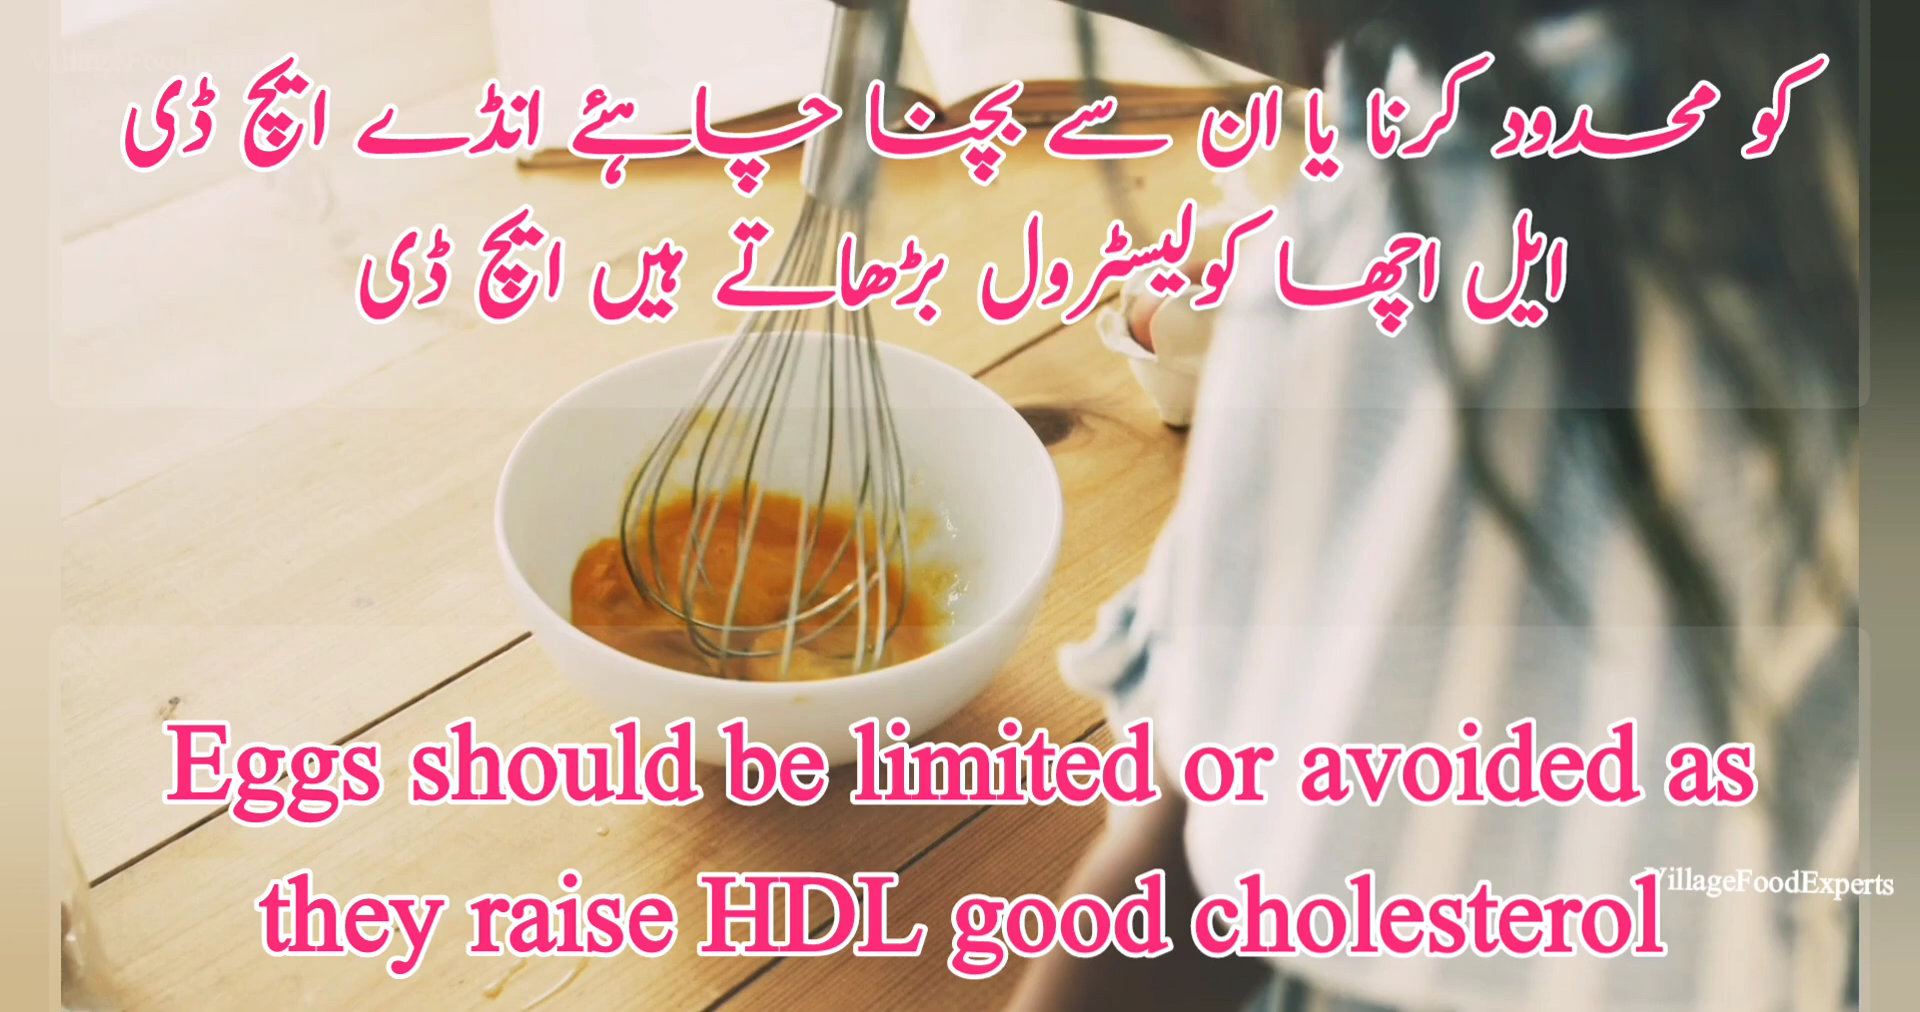 کو محدود کرنا یا ان سے بچنا چاہئے انڈے ایچ ڈی
ایل اچھا کولیسٹرول بڑھاتے ہیں ایچ ڈی
Eggs should be limited or avoided as
they raise HDL good cholesterol
VillageFoodExperts